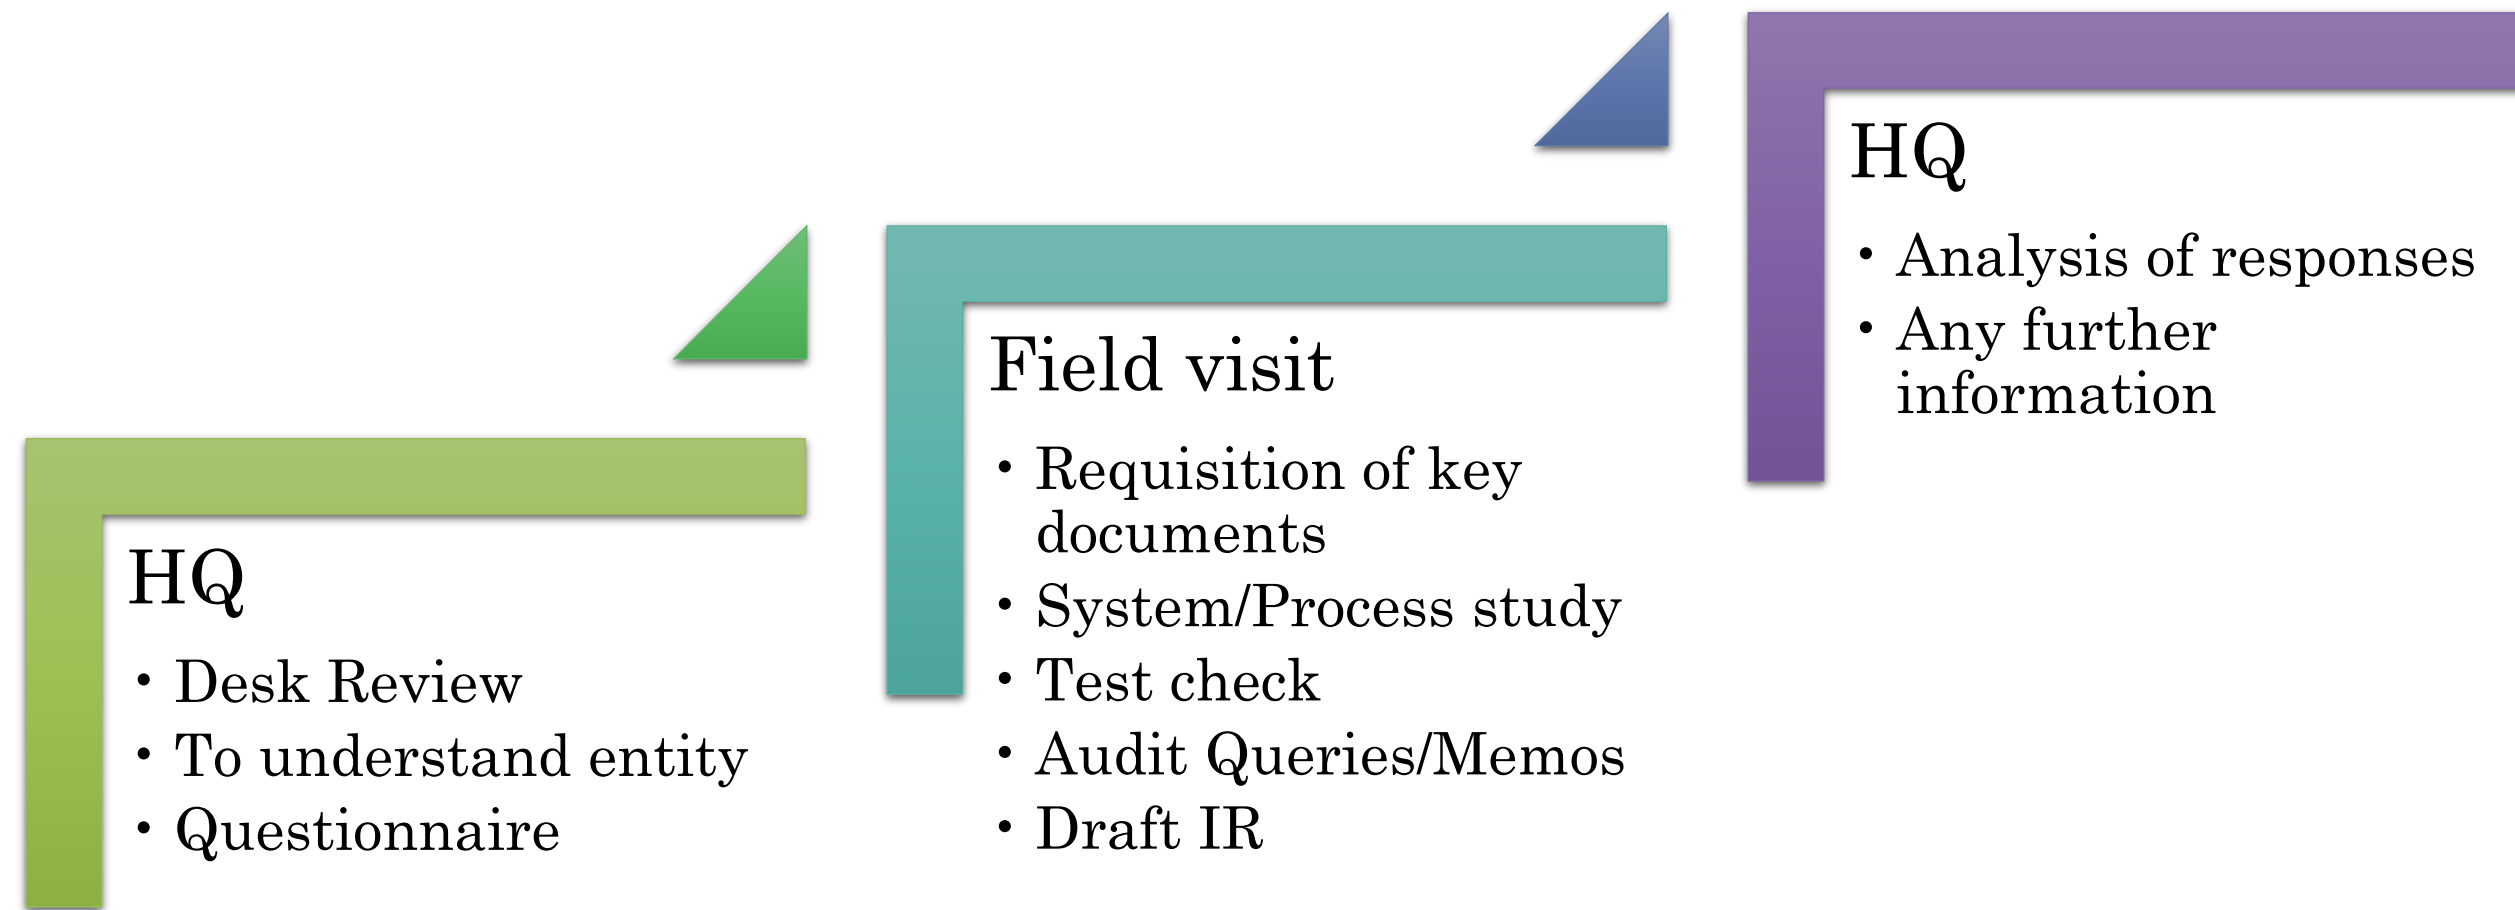 HQ
• Desk Review
• To understand entity
• Questionnaire
Field visit
• Requisition of key
documents
• System/Process study
• Test check
• Audit Queries/Memos
• Draft IR
HQ
• Analysis of responses
• Any further
information